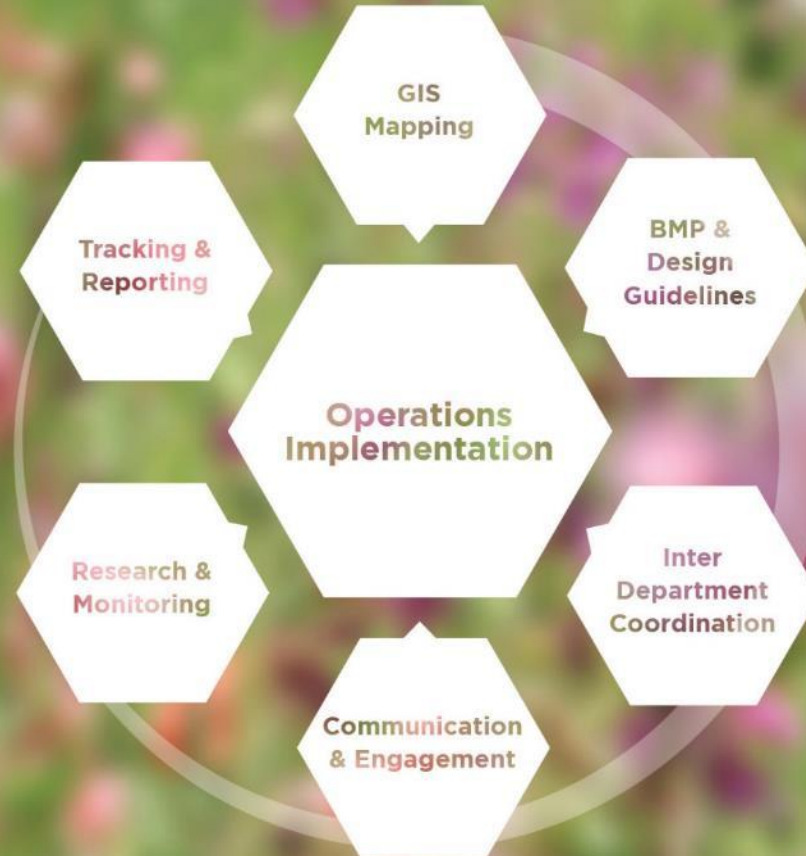 GIS
Mapping
BMP &
Design
Guidelines
Inter
Department
Coordination
Communication
& Engagement
Research &
Monitoring
Tracking &
Reporting
Operations
Implementation